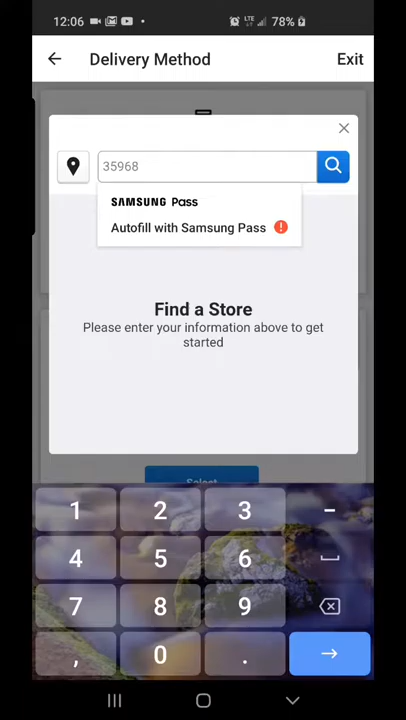 12:06 LTE 78%
Delivery Method Exit
35968
SAMSUNG Pass
Autofill with Samsung Pass !
Find a Store
Please enter your information above to get
started
Select
1 2 3 -
4 5 6
7 8 9
, 0 .